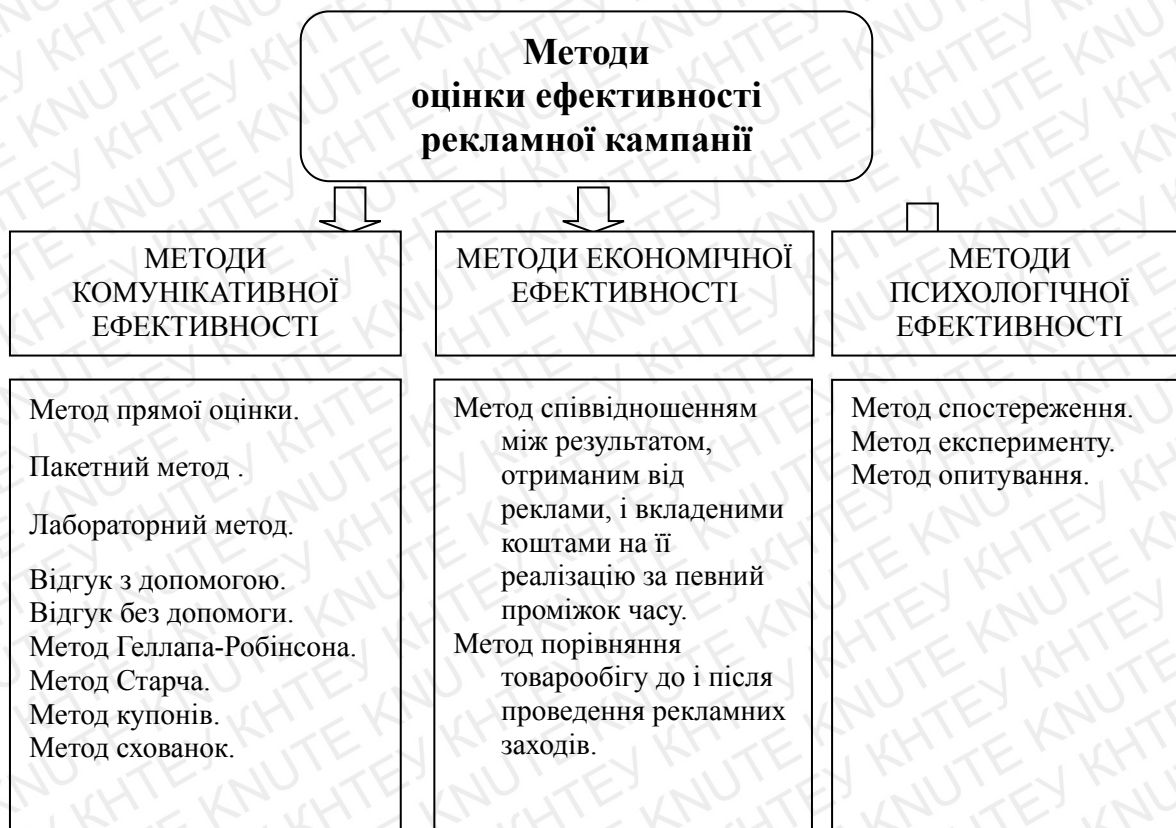 Методи
оцінки ефективності
рекламної кампанії
МЕТОДИ
КОМУНІКАТИВНОЇ
ЕФЕКТИВНОСТІ
МЕТОДИ ЕКОНОМІЧНОЇ
ЕФЕКТИВНОСТІ
МЕТОДИ
ПСИХОЛОГІЧНОЇ
ЕФЕКТИВНОСТІ
Метод прямої оцінки.
Пакетний метод .
Лабораторний метод.
Відгук з допомогою.
Відгук без допомоги.
Метод Геллапа-Робінсона.
Метод Старча.
Метод купонів.
Метод схованок.
Метод співвідношенням
між результатом,
отриманим від
реклами, і вкладеними
коштами на її
реалізацію за певний
проміжок часу.
Метод порівняння
товарообігу до і після
проведення рекламних
заходів.
Метод спостереження.
Метод експерименту.
Метод опитування.